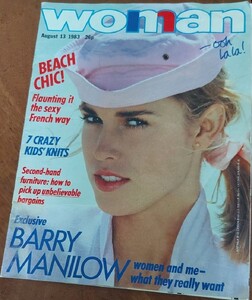 woman
August 13 1983 26p
— ooh
la la!
BEACH
CHIC!
Flaunting it
the sexy
French way
7 CRAZY
KIDS' KNITS
Second-hand
furniture: how to
pick up unbelievable
bargains
Exclusive
BARRY
MANILOW
women and me—
what they really want